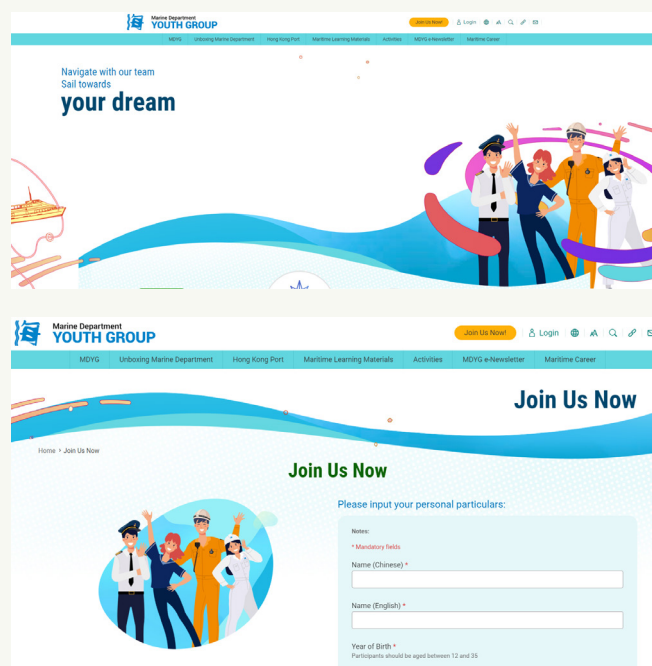 Marine Department
YOUTH GROUP
Join Us Now!
Login
MDYG Unboxing Marine Department Hong Kong Port Maritime Learning Materials Activities MDYG e-Newsletter Maritime Career
Navigate with our team
Sail towards
your dream
Marine Department
YOUTH GROUP
Join Us Now!
Login
MDYG Unboxing Marine Department Hong Kong Port Maritime Learning Materials Activities MDYG e-Newsletter Maritime Career
Join Us Now
Home Join Us Now
Join Us Now
Please input your personal particulars:
Notes:
* Mandatory fields
Name (Chinese) *
Name (English) *
Year of Birth *
Participants should be aged between 12 and 35